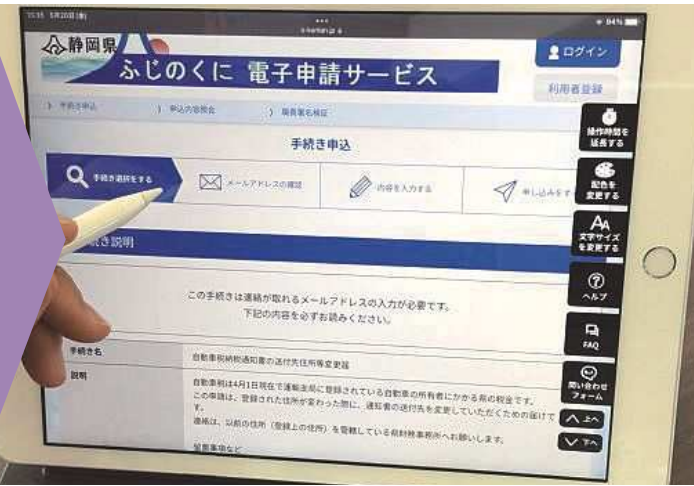 94%
静岡県
ふじのくに 電子申請サービス
ログイン
利用者登録
手続き申込
申込内容照会
職責署名検証
手続き申込
手続き選択をする
メールアドレスの確認
内容を入力する
申し込みをす
操作時間を
延長する
配色を
変更する
文字サイズ
を変更する
ヘルプ
FAQ
問い合わせ
フォーム
上へ
下へ
続き説明
この手続きは連絡が取れるメールアドレスの入力が必要です。
下記の内容を必ずお読みください。
手続き名
自動車税納税通知書の送付先住所等変更届
説明
自動車税は4月1日現在で運輸支局に登録されている自動車の所有者にかかる県の税金です。
この申請は、登録された住所が変わった際に、通知書の送付先を変更していただくための届けで
す。
連絡は、以前の住所（登録上の住所）を管轄している県財務事務所へお願いします。
留意事項など